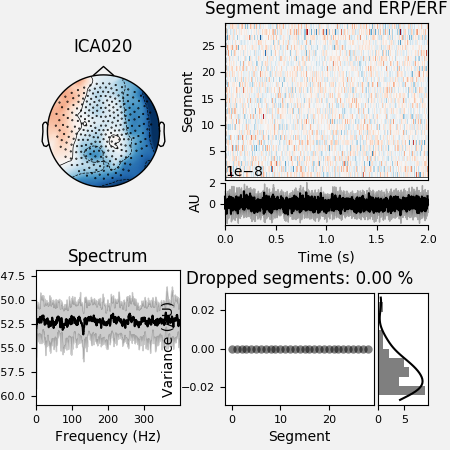 Segment image and ERP/ERF
ICA020
Segment
25
20
15
10
5
1e−8
AU
2
0
0.0 0.5 1.0 1.5 2.0
Time (s)
Spectrum
Dropped segments: 0.00 %
47.5
50.0
52.5
55.0
57.5
60.0
0 100 200 300
Frequency (Hz)
Variance (AU)
0.02
0.00
−0.02
0 10 20
Segment
0 5